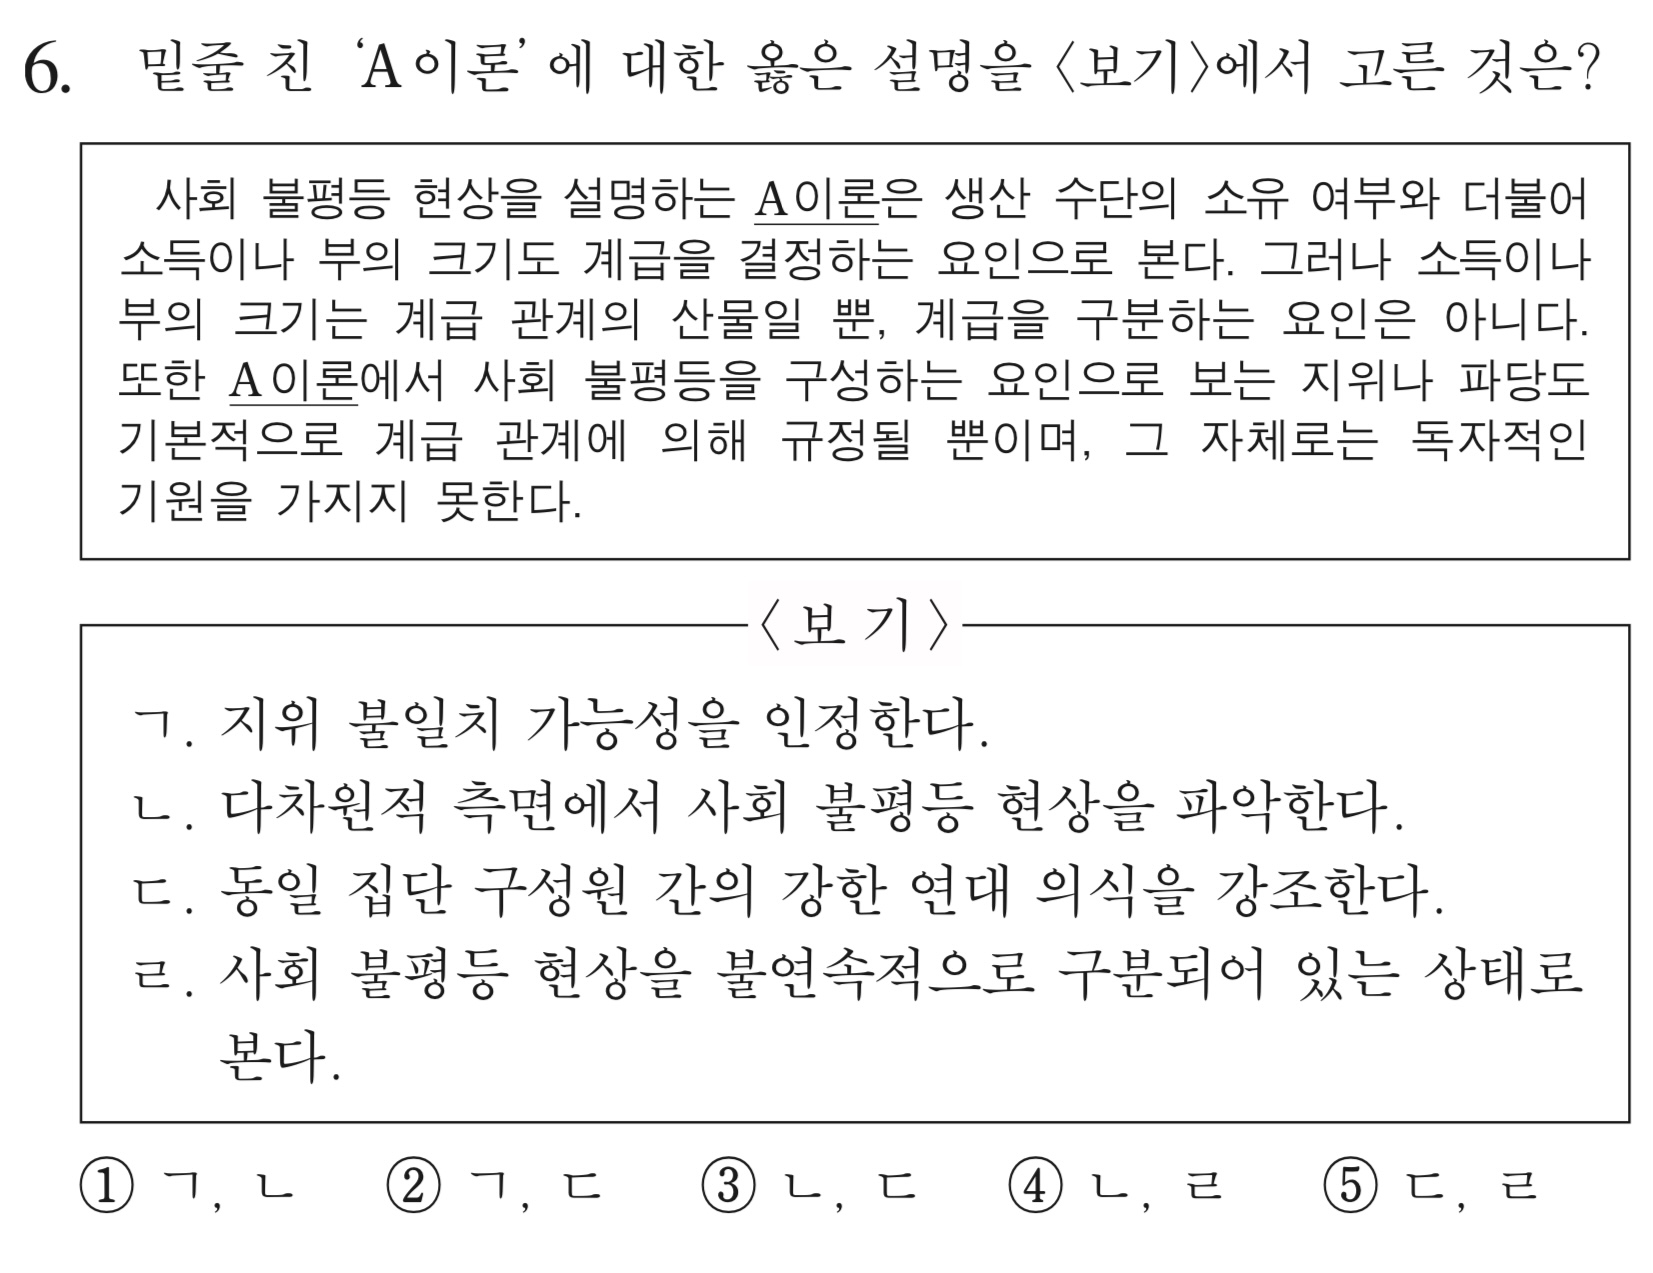 6. 밑줄 친 ‘A이론’에 대한 옳은 설명을 〈보기〉에서 고른 것은?
사회 불평등 현상을 설명하는 A이론은 생산 수단의 소유 여부와 더불어
소득이나 부의 크기도 계급을 결정하는 요인으로 본다. 그러나 소득이나
부의 크기는 계급 관계의 산물일 뿐, 계급을 구분하는 요인은 아니다.
또한 A이론에서 사회 불평등을 구성하는 요인으로 보는 지위나 파당도
기본적으로 계급 관계에 의해 규정될 뿐이며, 그 자체로는 독자적인
기원을 가지지 못한다.
〈보 기〉
ㄱ. 지위 불일치 가능성을 인정한다.
ㄴ. 다차원적 측면에서 사회 불평등 현상을 파악한다.
ㄷ. 동일 집단 구성원 간의 강한 연대 의식을 강조한다.
ㄹ. 사회 불평등 현상을 불연속적으로 구분되어 있는 상태로
본다.
① ㄱ, ㄴ ② ㄱ, ㄷ ③ ㄴ, ㄷ ④ ㄴ, ㄹ ⑤ ㄷ, ㄹ